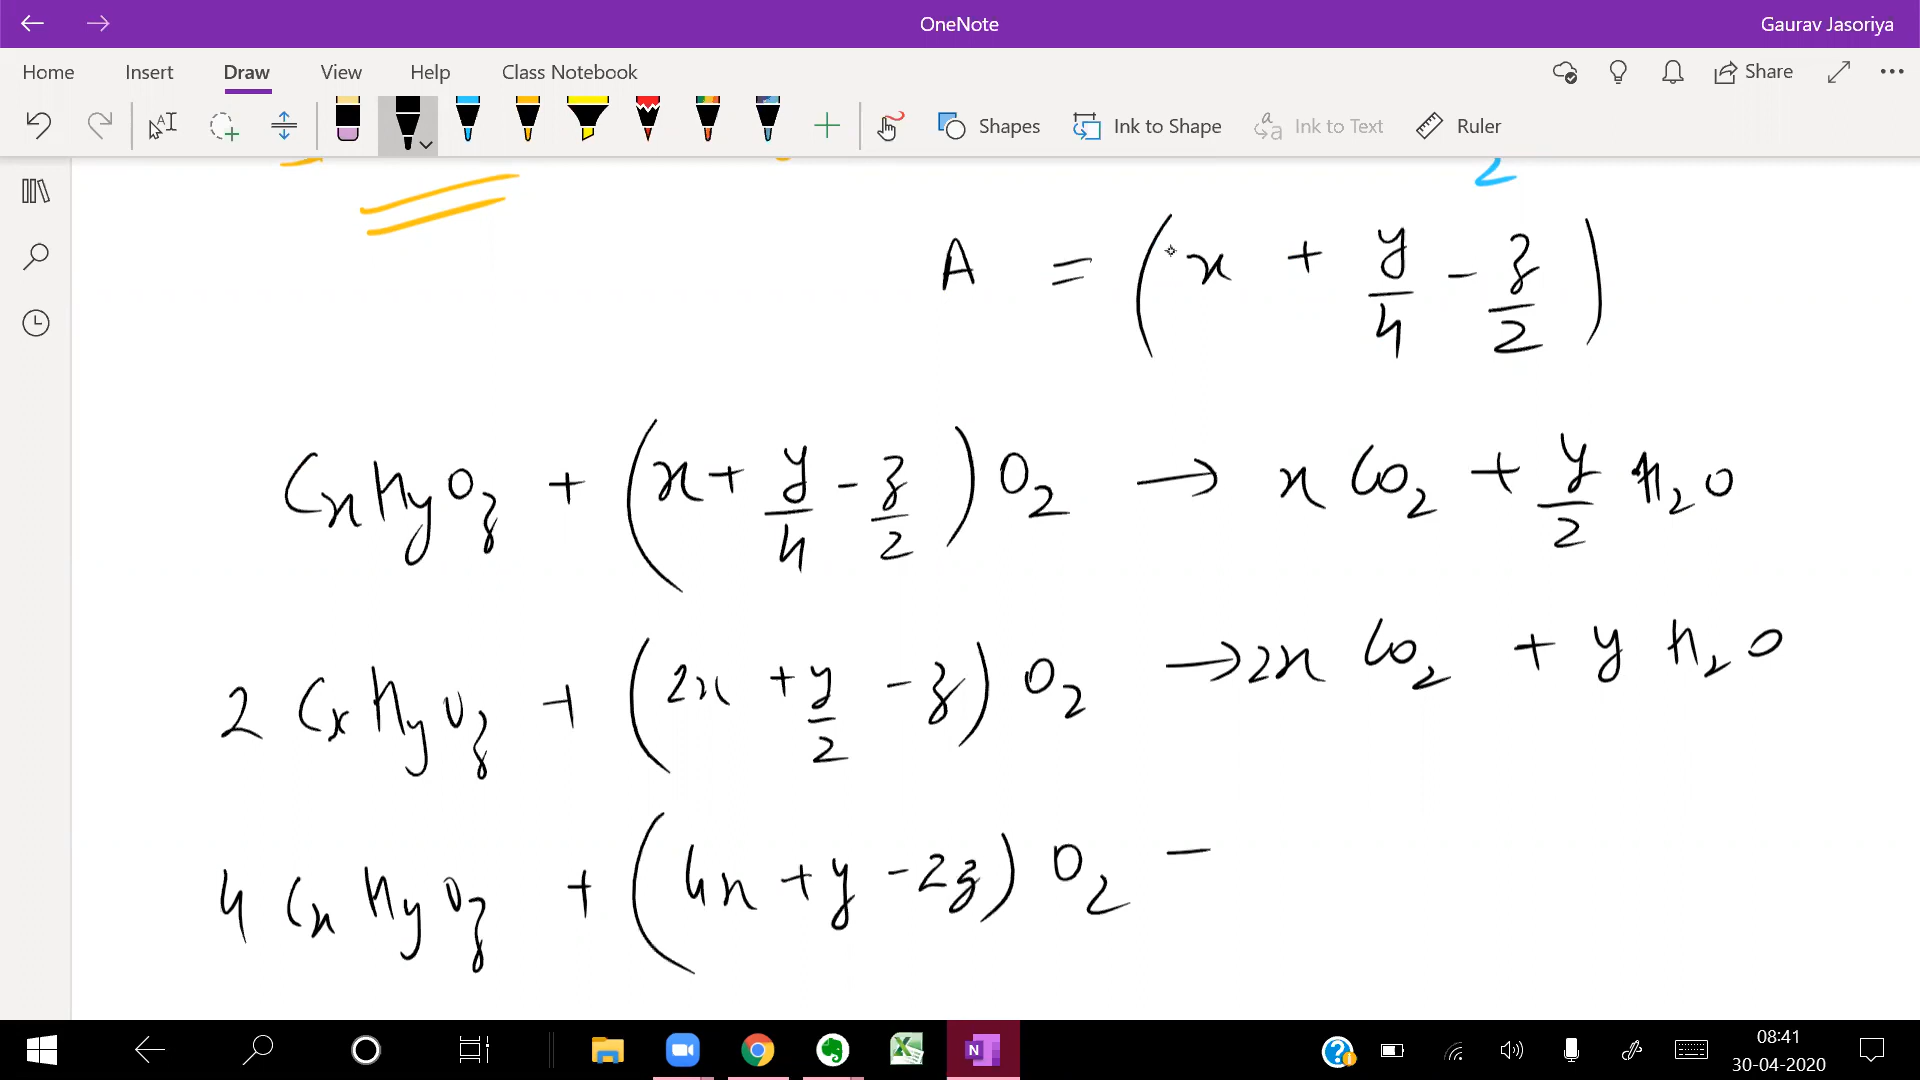 OneNote
Gaurav Jasoriya
Home Insert Draw View Help Class Notebook
Share
Shapes Ink to Shape Ink to Text Ruler
2
A = (x + y/4 - z/2)
CxHyOz + (x + y/4 - z/2) O2 → x CO2 + y/2 H2O
2 CxHyOz + (2x + y/2 - z) O2 → 2x CO2 + y H2O
4 CxHyOz + (4x + y - 2z) O2 −
08:41
30-04-2020